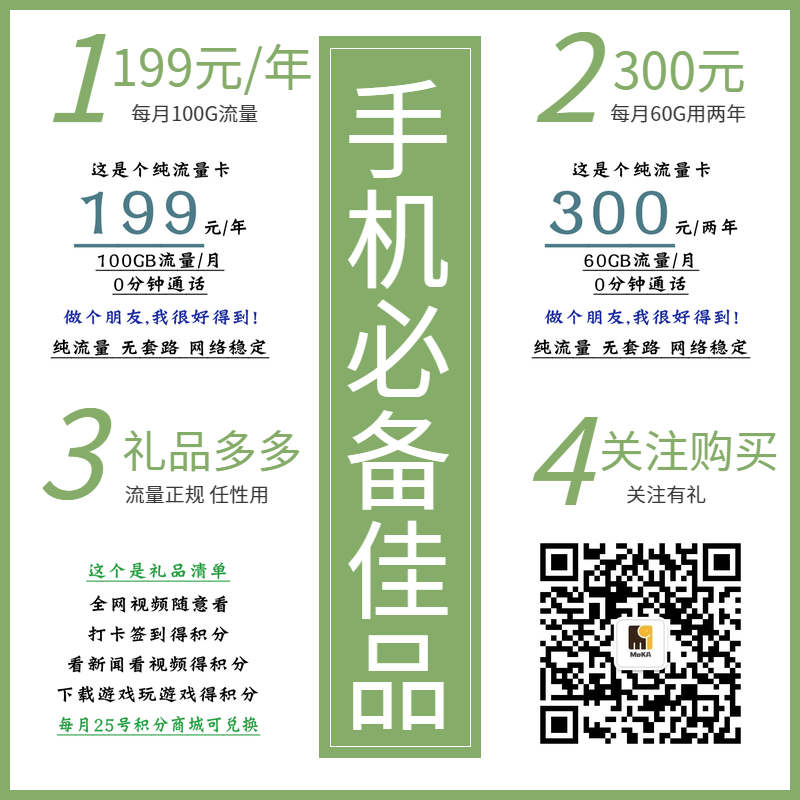 1
199元/年
每月100G流量
这是个纯流量卡
199元/年
100GB流量/月
0分钟通话
做个朋友,我很好得到!
纯流量 无套路 网络稳定
手机必备佳品
2
300元
每月60G用两年
这是个纯流量卡
300元/两年
60GB流量/月
0分钟通话
做个朋友,我很好得到!
纯流量 无套路 网络稳定
3
礼品多多
流量正规 任性用
这个是礼品清单
全网视频随意看
打卡签到得积分
看新闻看视频得积分
下载游戏玩游戏得积分
每月25号积分商城可兑换
4
关注购买
关注有礼
MoKA